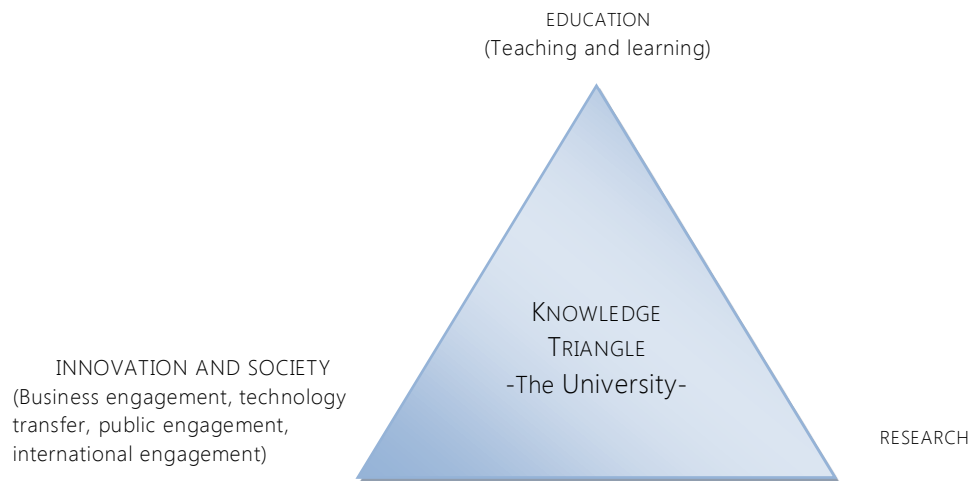 EDUCATION
(Teaching and learning)
KNOWLEDGE
TRIANGLE
-The University-
INNOVATION AND SOCIETY
(Business engagement, technology
transfer, public engagement,
international engagement)
RESEARCH